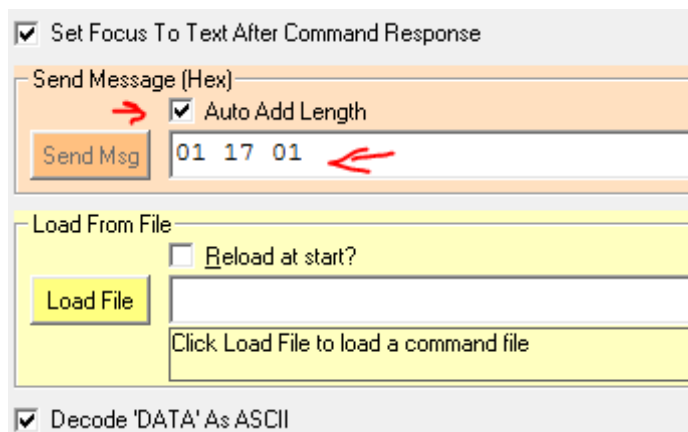 Set Focus To Text After Command Response
Send Message (Hex)
Auto Add Length
Send Msg
01 17 01
Load From File
Reload at start?
Load File
Click Load File to load a command file
Decode 'DATA' As ASCII